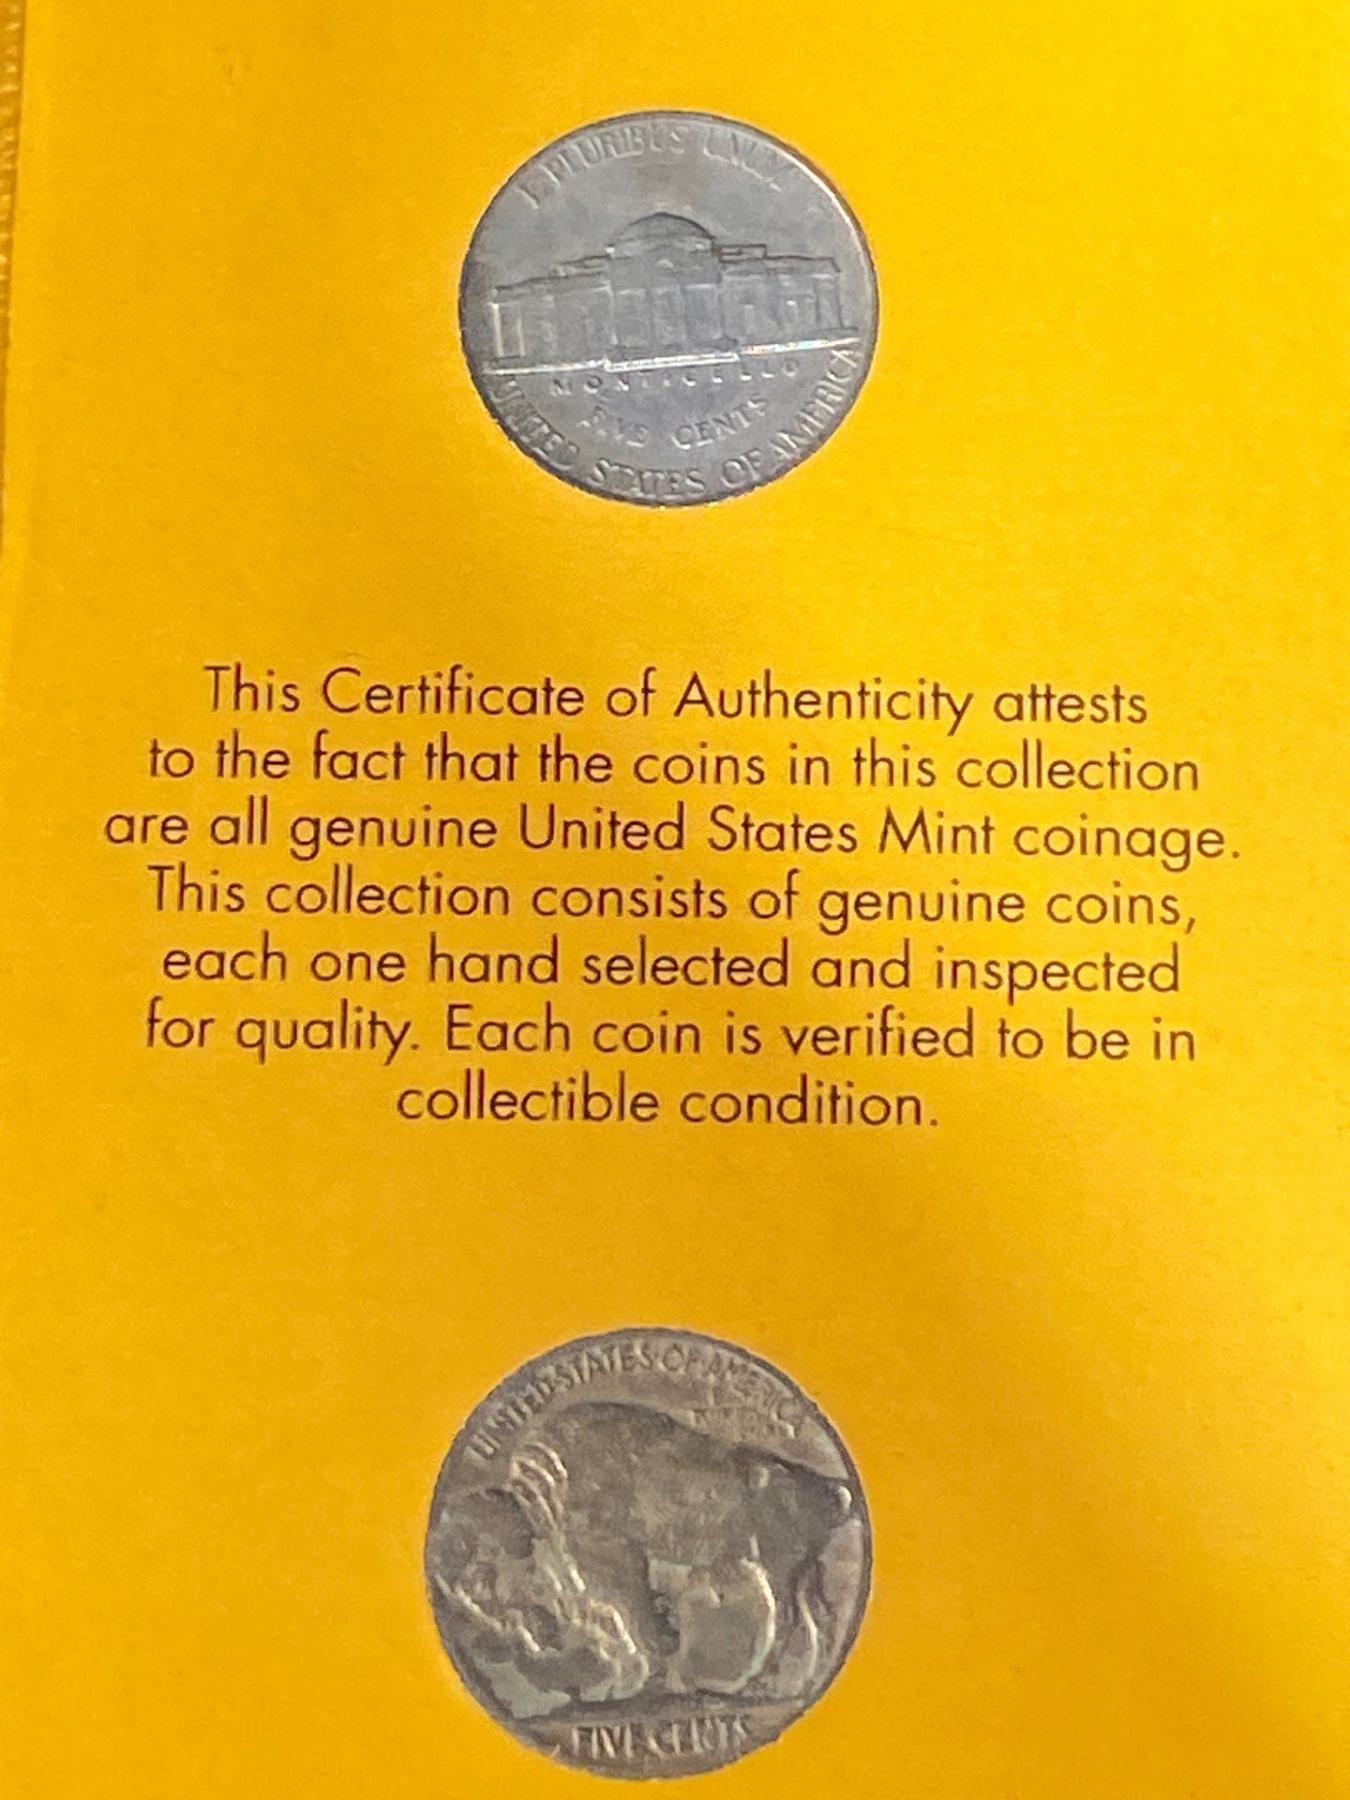 E PLURIBUS UNUM
MONTICELLO
FIVE CENTS
UNITED STATES OF AMERICA
This Certificate of Authenticity attests
to the fact that the coins in this collection
are all genuine United States Mint coinage.
This collection consists of genuine coins,
each one hand selected and inspected
for quality. Each coin is verified to be in
collectible condition.
UNITED STATES OF AMERICA
FIVE CENTS